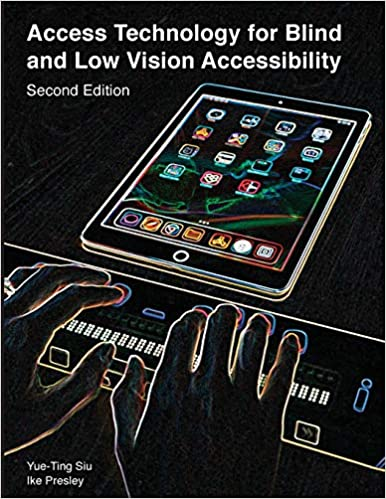 Access Technology for Blind
and Low Vision Accessibility
Second Edition
Yue-Ting Siu
Ike Presley